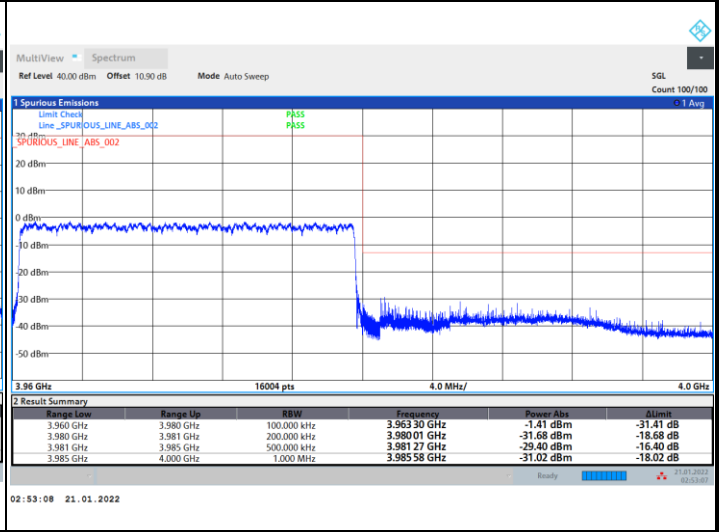 MultiView Spectrum
Ref Level 40.00 dBm Offset 10.90 dB Mode Auto Sweep SGL
Count 100/100
1 Spurious Emissions 1 Avg
Limit Check PASS
Line _SPURIOUS_LINE_ABS_002 PASS
30 dBm
_SPURIOUS_LINE_ABS_002
20 dBm
10 dBm
0 dBm
-10 dBm
-20 dBm
-30 dBm
-40 dBm
-50 dBm
3.96 GHz 16004 pts 4.0 MHz/ 4.0 GHz
2 Result Summary
Range Low Range Up RBW Frequency Power Abs ΔLimit
3.960 GHz 3.980 GHz 100.000 kHz 3.963 30 GHz -1.41 dBm -31.41 dB
3.980 GHz 3.981 GHz 200.000 kHz 3.980 01 GHz -31.68 dBm -18.68 dB
3.981 GHz 3.985 GHz 500.000 kHz 3.981 27 GHz -29.40 dBm -16.40 dB
3.985 GHz 4.000 GHz 1.000 MHz 3.985 58 GHz -31.02 dBm -18.02 dB
Ready 21.01.2022
02:53:07
02:53:08 21.01.2022